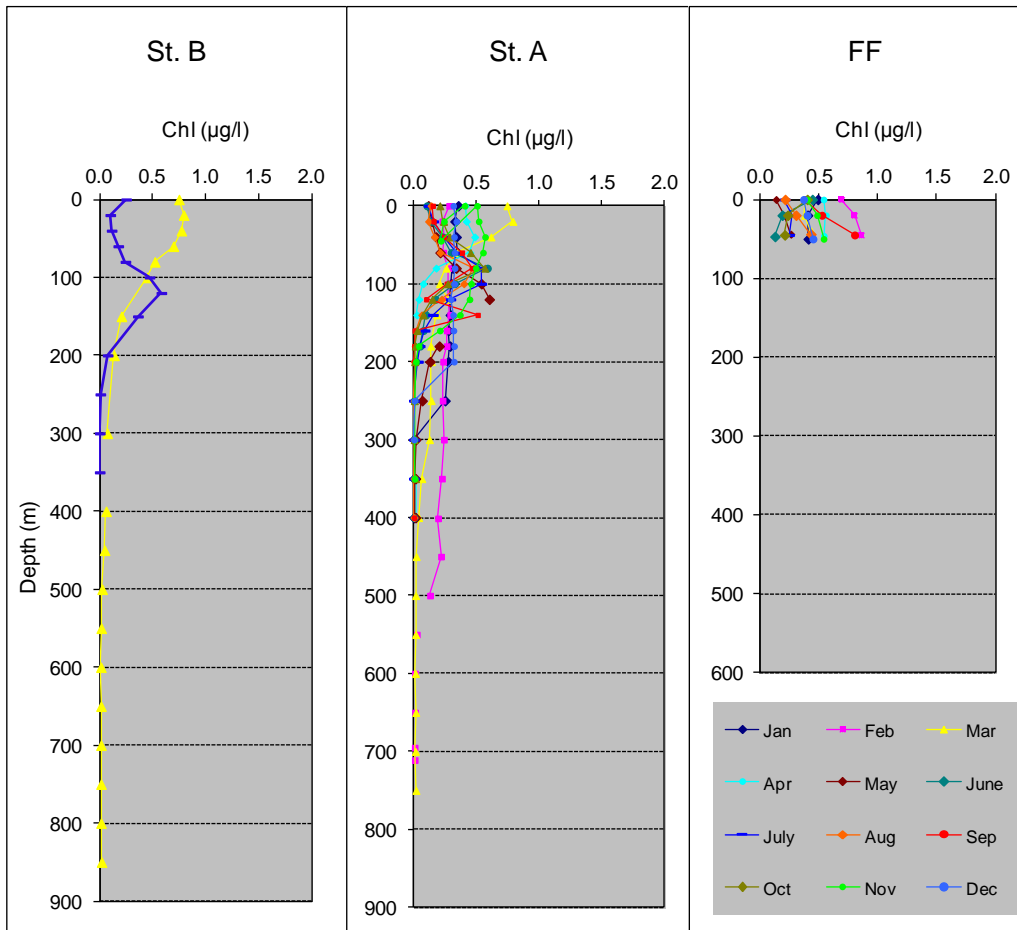 St. B
St. A
FF
Chl (µg/l)
Chl (µg/l)
Chl (µg/l)
0.0 0.5 1.0 1.5 2.0
0.0 0.5 1.0 1.5 2.0
0.0 0.5 1.0 1.5 2.0
0
100
200
300
400
500
600
700
800
900
Depth (m)
0
100
200
300
400
500
600
700
800
900
0
100
200
300
400
500
600
Jan Feb Mar
Apr May June
July Aug Sep
Oct Nov Dec